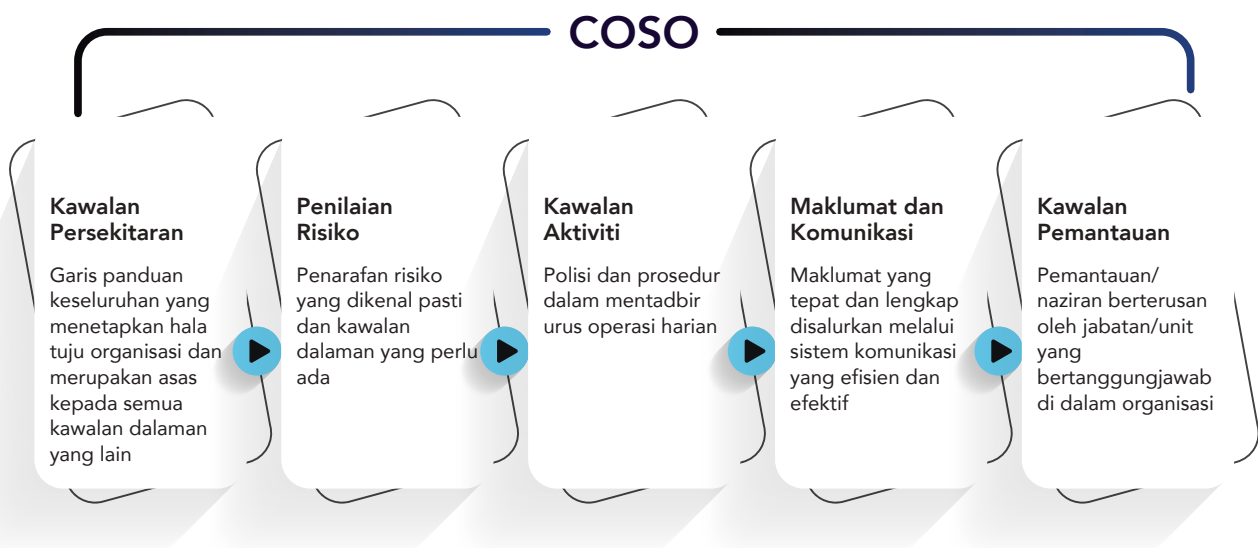 COSO
Kawalan
Persekitaran
Garis panduan
keseluruhan yang
menetapkan hala
tuju organisasi dan
merupakan asas
kepada semua
kawalan dalaman
yang lain
Penilaian
Risiko
Penarafan risiko
yang dikenal pasti
dan kawalan
dalaman yang perlu
ada
Kawalan
Aktiviti
Polisi dan prosedur
dalam mentadbir
urus operasi harian
Maklumat dan
Komunikasi
Maklumat yang
tepat dan lengkap
disalurkan melalui
sistem komunikasi
yang efisien dan
efektif
Kawalan
Pemantauan
Pemantauan/
naziran berterusan
oleh jabatan/unit
yang
bertanggungjawab
di dalam organisasi